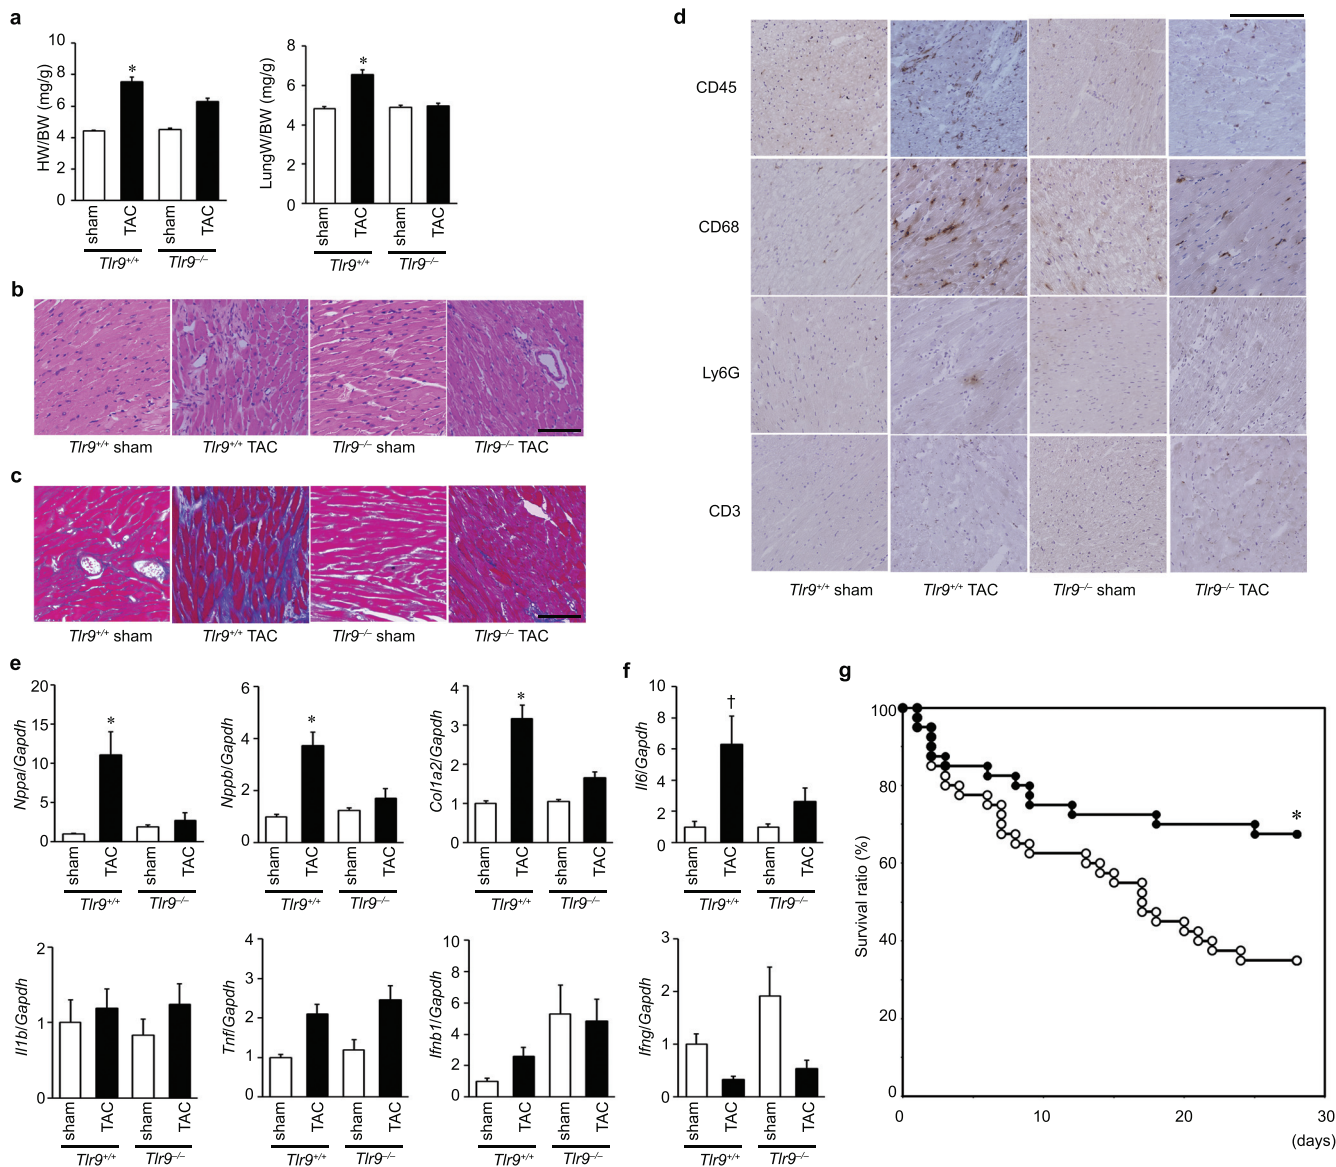 a
10
8
6
4
2
0
HW/BW (mg/g)
*
sham
TAC
sham
TAC
Tlr9+/+
Tlr9–/–
8
6
4
2
0
LungW/BW (mg/g)
*
sham
TAC
sham
TAC
Tlr9+/+
Tlr9–/–
b
Tlr9+/+ sham
Tlr9+/+ TAC
Tlr9–/– sham
Tlr9–/– TAC
c
Tlr9+/+ sham
Tlr9+/+ TAC
Tlr9–/– sham
Tlr9–/– TAC
d
CD45
CD68
Ly6G
CD3
Tlr9+/+ sham
Tlr9+/+ TAC
Tlr9–/– sham
Tlr9–/– TAC
e
20
15
10
5
0
Nppa/Gapdh
*
sham
TAC
sham
TAC
Tlr9+/+
Tlr9–/–
6
4
2
0
Nppb/Gapdh
*
sham
TAC
sham
TAC
Tlr9+/+
Tlr9–/–
4
3
2
1
0
Col1a2/Gapdh
*
sham
TAC
sham
TAC
Tlr9+/+
Tlr9–/–
f
10
8
6
4
2
0
Il6/Gapdh
†
sham
TAC
sham
TAC
Tlr9+/+
Tlr9–/–
2
1
0
Il1b/Gapdh
sham
TAC
sham
TAC
Tlr9+/+
Tlr9–/–
4
3
2
1
0
Tnf/Gapdh
sham
TAC
sham
TAC
Tlr9+/+
Tlr9–/–
10
8
6
4
2
0
Ifnb1/Gapdh
sham
TAC
sham
TAC
Tlr9+/+
Tlr9–/–
3
2
1
0
Ifng/Gapdh
sham
TAC
sham
TAC
Tlr9+/+
Tlr9–/–
g
100
80
60
40
20
0
Survival ratio (%)
*
0
10
20
30
(days)